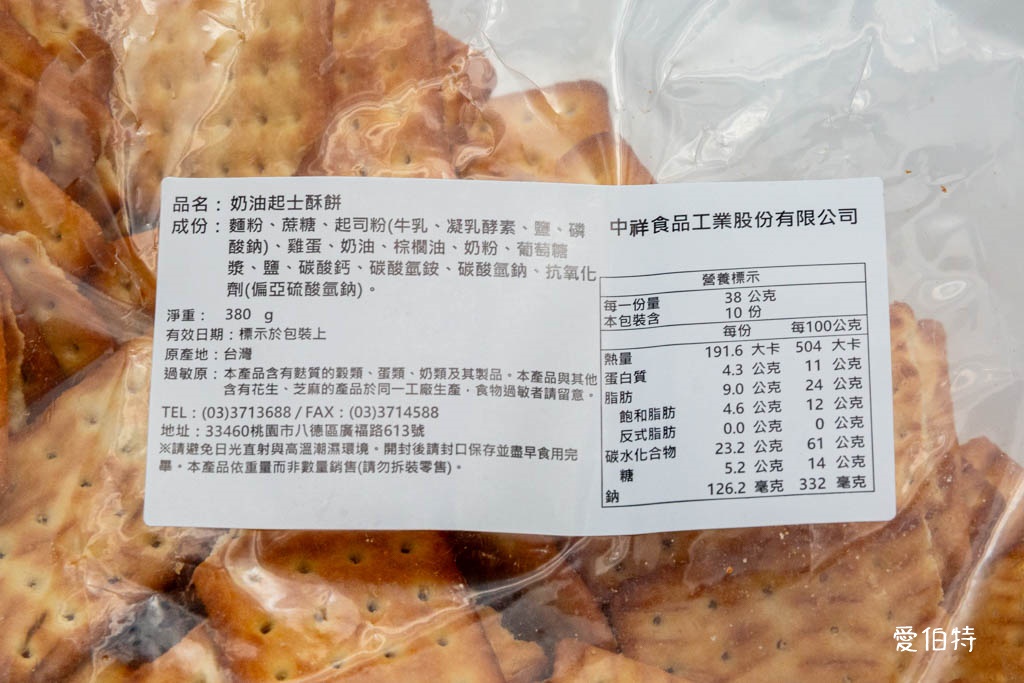 品名：奶油起士酥餅
成份：麵粉、蔗糖、起司粉(牛乳、凝乳酵素、鹽、磷
酸鈉)、雞蛋、奶油、棕櫚油、奶粉、葡萄糖
漿、鹽、碳酸鈣、碳酸氫銨、碳酸氫鈉、抗氧化
劑(偏亞硫酸氫鈉)。
淨重： 380 g
有效日期：標示於包裝上
原產地：台灣
過敏原：本產品含有麩質的穀類、蛋類、奶類及其製品。本產品與其他
含有花生、芝麻的產品於同一工廠生產，食物過敏者請留意。
TEL：(03)3713688 / FAX：(03)3714588
地址：33460桃園市八德區廣福路613號
※請避免日光直射與高溫潮濕環境。開封後請封口保存並盡早食用完
畢。本產品依重量而非數量銷售(請勿拆裝零售)。
中祥食品工業股份有限公司
營養標示
每一份量 38 公克
本包裝含 10 份
每份 每100公克
熱量 191.6 大卡 504 大卡
蛋白質 4.3 公克 11 公克
脂肪 9.0 公克 24 公克
飽和脂肪 4.6 公克 12 公克
反式脂肪 0.0 公克 0 公克
碳水化合物 23.2 公克 61 公克
糖 5.2 公克 14 公克
鈉 126.2 毫克 332 毫克
愛伯特